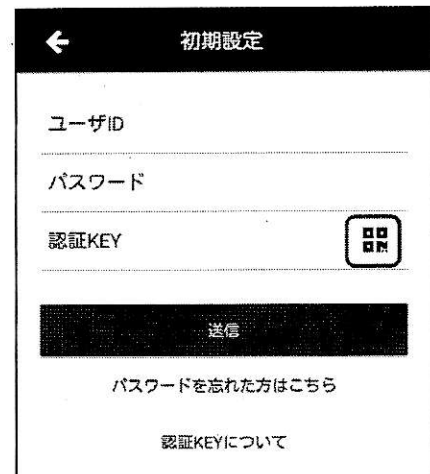 初期設定
ユーザID
パスワード
認証KEY
送信
パスワードを忘れた方はこちら
認証KEYについて